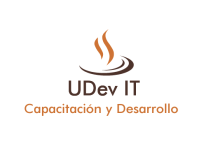 UDev IT
Capacitación y Desarrollo